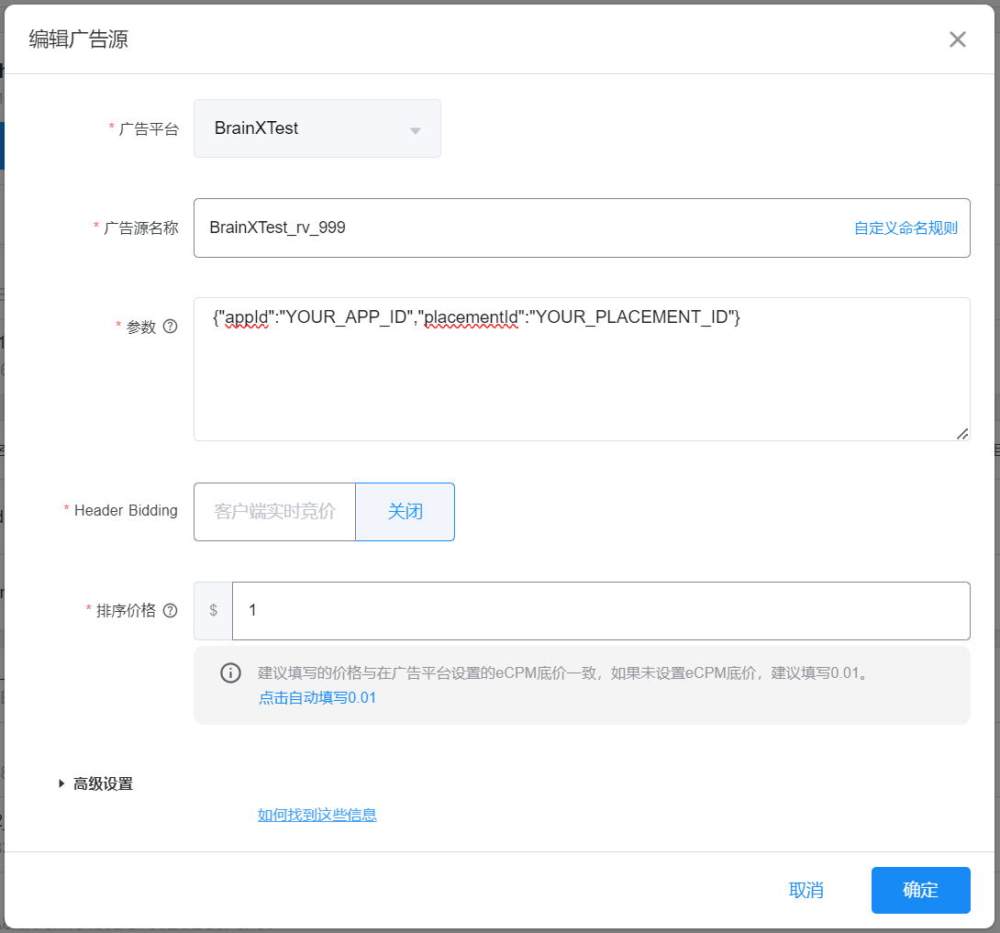 编辑广告源
* 广告平台
BrainXTest
* 广告源名称
BrainXTest_rv_999
自定义命名规则
* 参数
{"appId":"YOUR_APP_ID","placementId":"YOUR_PLACEMENT_ID"}
* Header Bidding
客户端实时竞价
关闭
* 排序价格
$
1
建议填写的价格与在广告平台设置的eCPM底价一致，如果未设置eCPM底价，建议填写0.01。
点击自动填写0.01
高级设置
如何找到这些信息
取消
确定